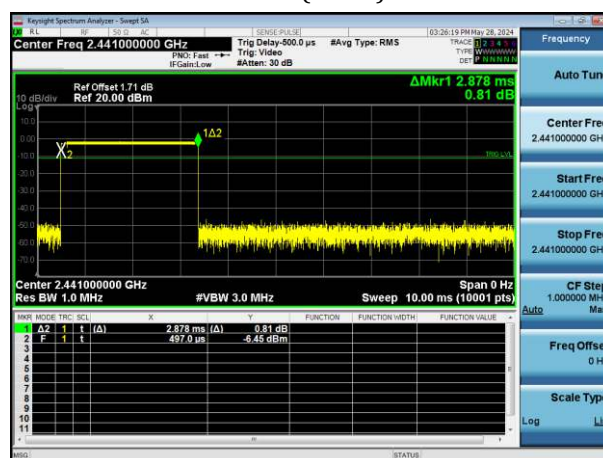 Keysight Spectrum Analyzer - Swept SA
RL RF 50 Ω AC SENSE:PULSE 03:26:19 PM May 28, 2024
Center Freq 2.441000000 GHz
PNO: Fast
IFGain:Low
Trig Delay-500.0 µs
Trig: Video
#Atten: 30 dB
#Avg Type: RMS
TRACE 1 2 3 4 5 6
TYPE WWWWWW
DET P NNNNN
Ref Offset 1.71 dB
10 dB/div Ref 20.00 dBm
ΔMkr1 2.878 ms
0.81 dB
Log
10.0
0.00
-10.0
-20.0
-30.0
-40.0
-50.0
-60.0
-70.0
1Δ2
X2
TRIG LVL
Center 2.441000000 GHz Span 0 Hz
Res BW 1.0 MHz #VBW 3.0 MHz Sweep 10.00 ms (10001 pts)
MKR MODE TRC SCL X Y FUNCTION FUNCTION WIDTH FUNCTION VALUE
1 Δ2 1 t (Δ) 2.878 ms (Δ) 0.81 dB
2 F 1 t 497.0 µs -6.45 dBm
3
4
5
6
7
8
9
10
11
MSG STATUS
Frequency
Auto Tun
Center Fre
2.441000000 GH
Start Fre
2.441000000 GH
Stop Fre
2.441000000 GH
CF Step
1.000000 MH
Auto Ma
Freq Offse
0 H
Scale Type
Log Li